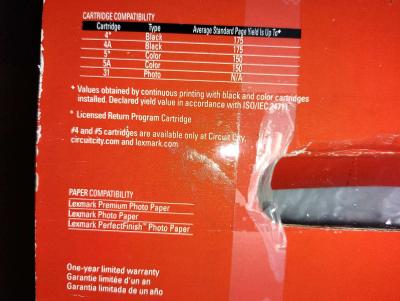 CARTRIDGE COMPATIBILITY
Cartridge Type Average Standard Page Yield Is Up To✦
4* Black 175
4A Black 175
5* Color 150
5A Color 150
31 Photo N/A
✦ Values obtained by continuous printing with black and color cartridges
installed. Declared yield value in accordance with ISO/IEC 24711.
* Licensed Return Program Cartridge
#4 and #5 cartridges are available only at Circuit City,
circuitcity.com and lexmark.com
PAPER COMPATIBILITY
Lexmark Premium Photo Paper
Lexmark Photo Paper
Lexmark PerfectFinish™ Photo Paper
One-year limited warranty
Garantie limitée d'un an
Garantía limitada de un año